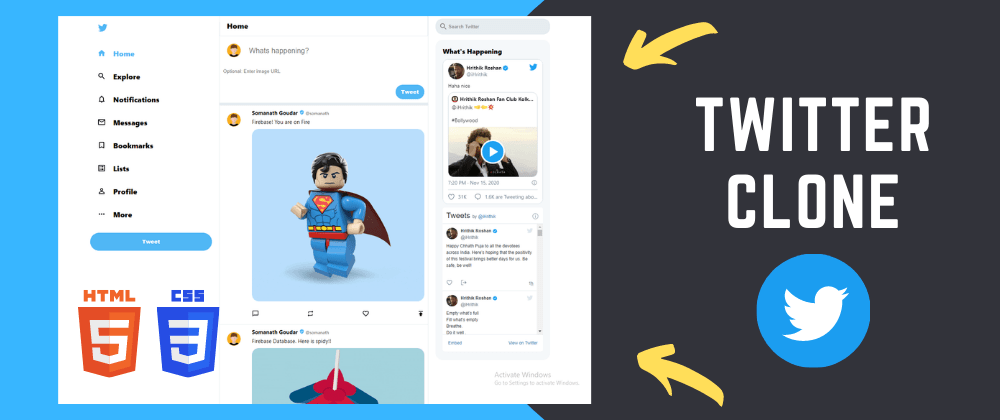 Home
Explore
Notifications
Messages
Bookmarks
Lists
Profile
More
Tweet
HTML
5
CSS
3
Home
Whats happening?
Optional: Enter Image URL
Tweet
Somanath Goudar @somanath
Firebase! You are on Fire
Somanath Goudar @somanath
Firebase Database. Here is spidy!!
Search Twitter
What's Happening
Hrithik Roshan
@iHrithik
Haha nice
Hrithik Roshan Fan Club Kolk...
@iHrithik
#Bollywood
7:20 PM · Nov 15, 2020
31K 1.6K are Tweeting abou...
Tweets by @iHrithik
Hrithik Roshan
@iHrithik
Happy Chhath Puja to all the devotees
across India. Here's hoping that the positivity
of this festival brings better days for us. Be
safe, be well!
Hrithik Roshan
@iHrithik
Empty what's full
Fill what's empty.
Breathe
Do it well
Embed View on Twitter
Activate Windows
Go to Settings to activate Windows.
TWITTER
CLONE